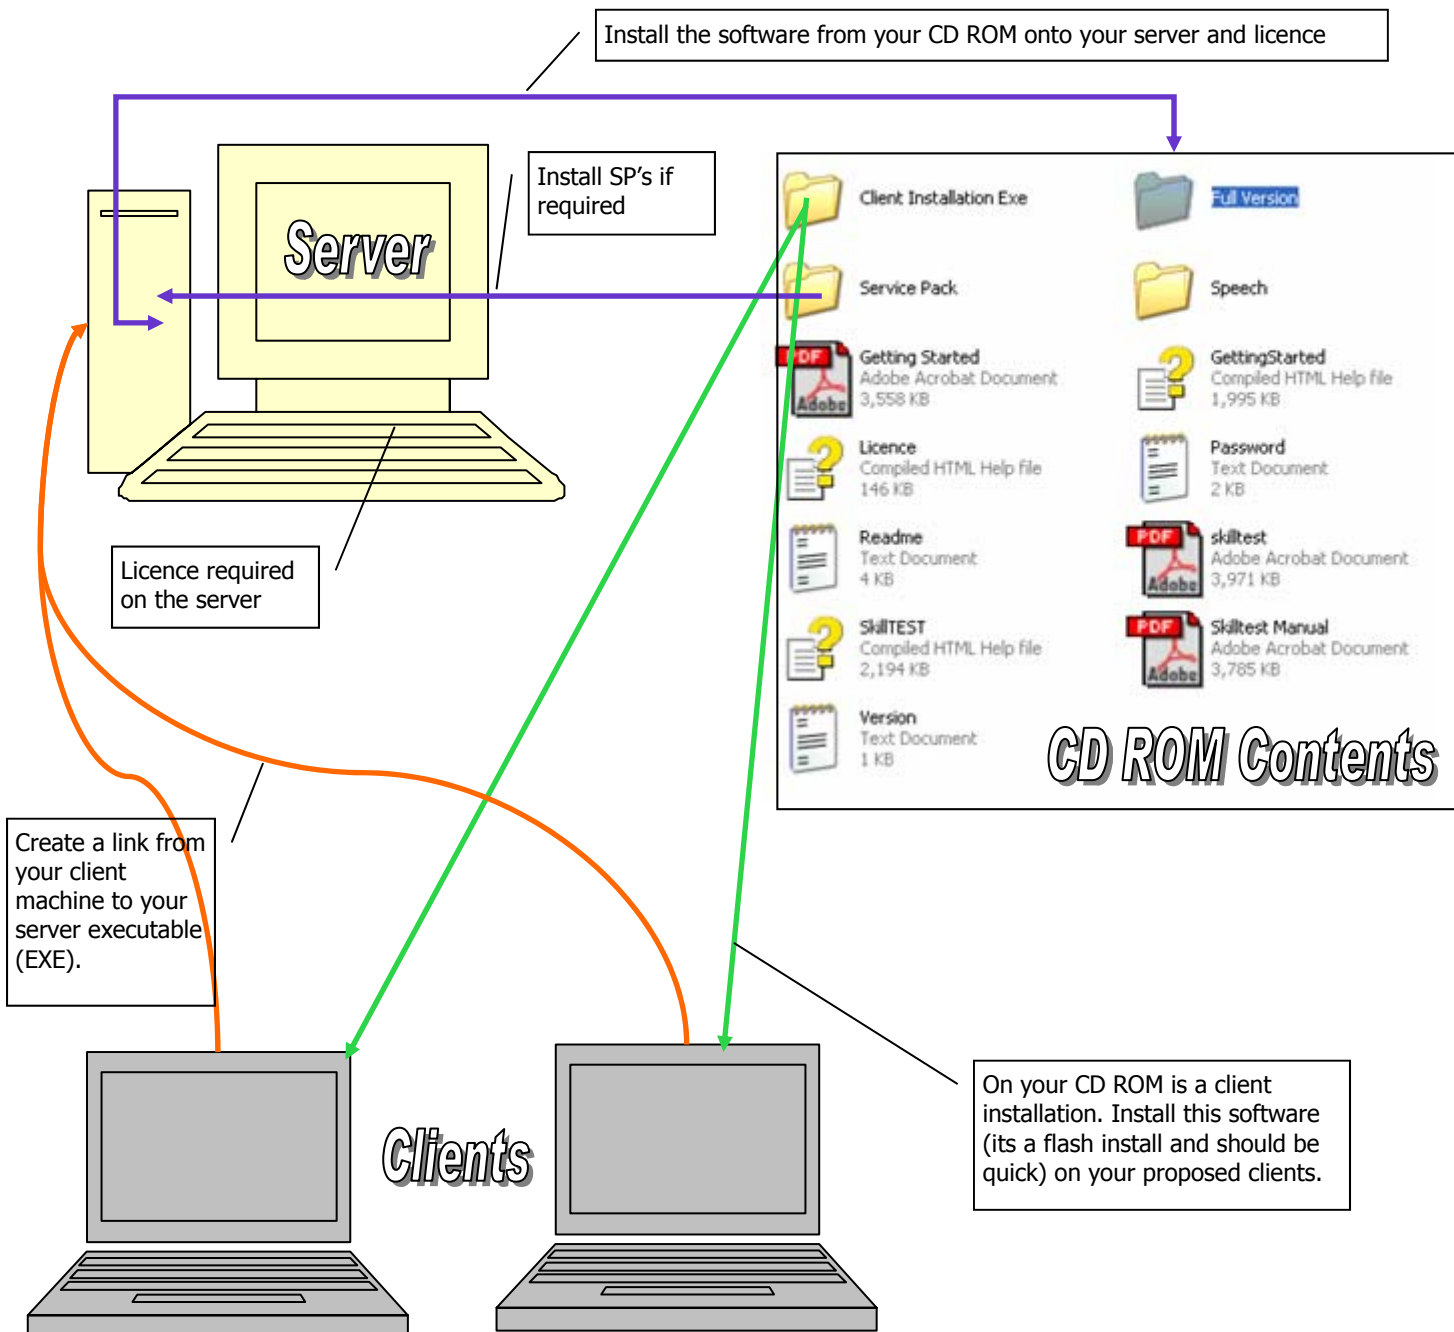 Install the software from your CD ROM onto your server and licence
Install SP's if
required
Server
Licence required
on the server
Client Installation Exe
Full Version
Service Pack
Speech
PDF
Adobe
Getting Started
Adobe Acrobat Document
3,558 KB
GettingStarted
Compiled HTML Help file
1,995 KB
Licence
Compiled HTML Help file
146 KB
Password
Text Document
2 KB
Readme
Text Document
4 KB
PDF
Adobe
skilltest
Adobe Acrobat Document
3,971 KB
SkillTEST
Compiled HTML Help file
2,194 KB
PDF
Adobe
Skilltest Manual
Adobe Acrobat Document
3,785 KB
Version
Text Document
1 KB
CD ROM Contents
Create a link from
your client
machine to your
server executable
(EXE).
Clients
On your CD ROM is a client
installation. Install this software
(its a flash install and should be
quick) on your proposed clients.